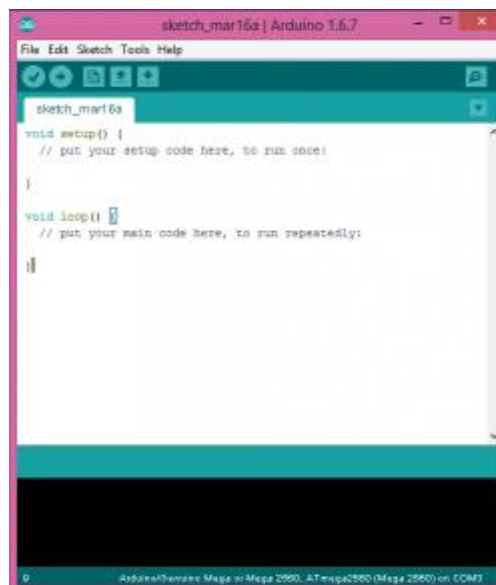 sketch_mar16a | Arduino 1.6.7
File Edit Sketch Tools Help
sketch_mar16a
void setup() {
// put your setup code here, to run once:
}
void loop() {
// put your main code here, to run repeatedly:
}
9 Arduino/Genuino Mega or Mega 2560, ATmega2560 (Mega 2560) on COM3